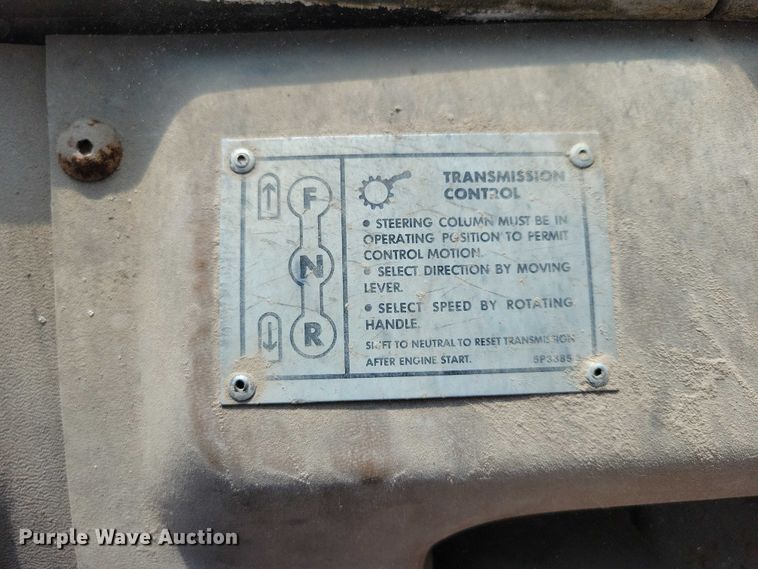 F
N
R
TRANSMISSION
CONTROL
• STEERING COLUMN MUST BE IN
OPERATING POSITION TO PERMIT
CONTROL MOTION.
• SELECT DIRECTION BY MOVING
LEVER.
• SELECT SPEED BY ROTATING
HANDLE.
SHIFT TO NEUTRAL TO RESET TRANSMISSION
AFTER ENGINE START.
Purple Wave Auction